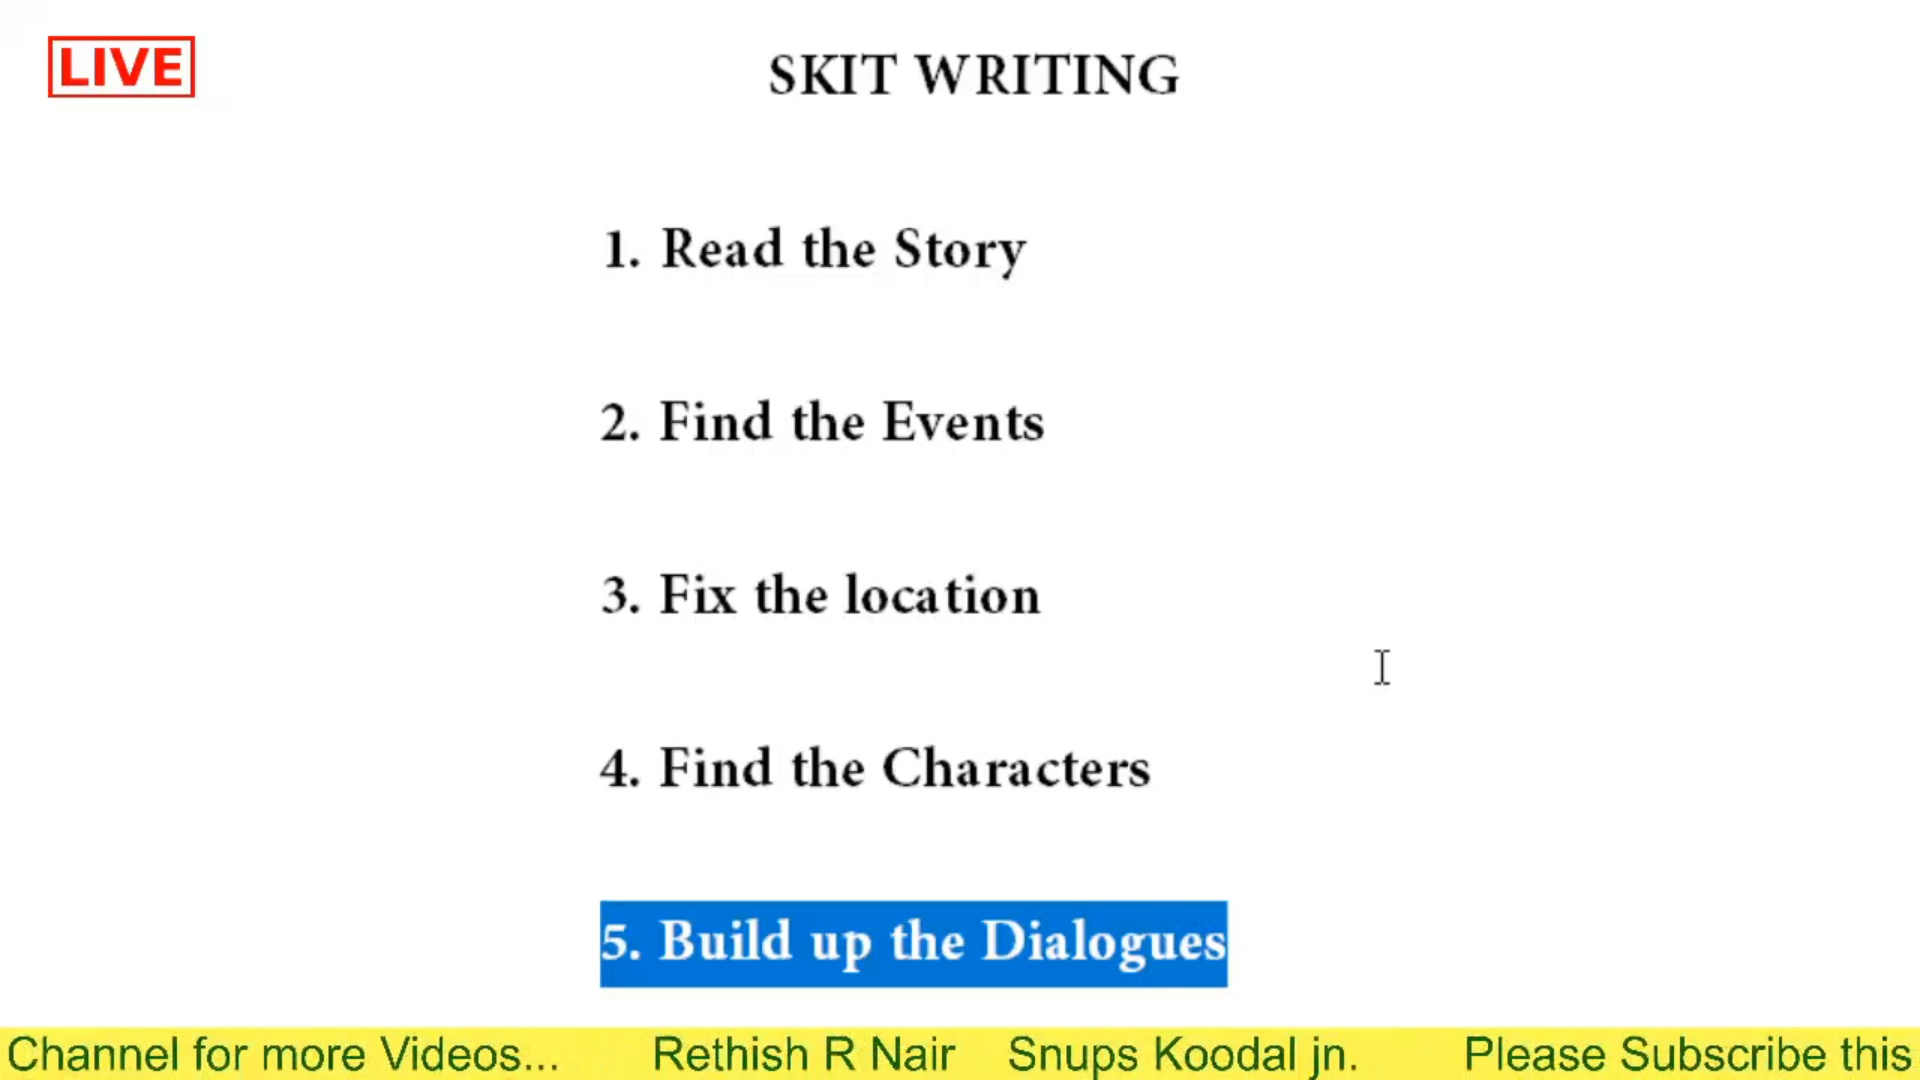 LIVE
SKIT WRITING
1. Read the Story
2. Find the Events
3. Fix the location
4. Find the Characters
5. Build up the Dialogues
Channel for more Videos... Rethish R Nair Snups Koodal jn. Please Subscribe this